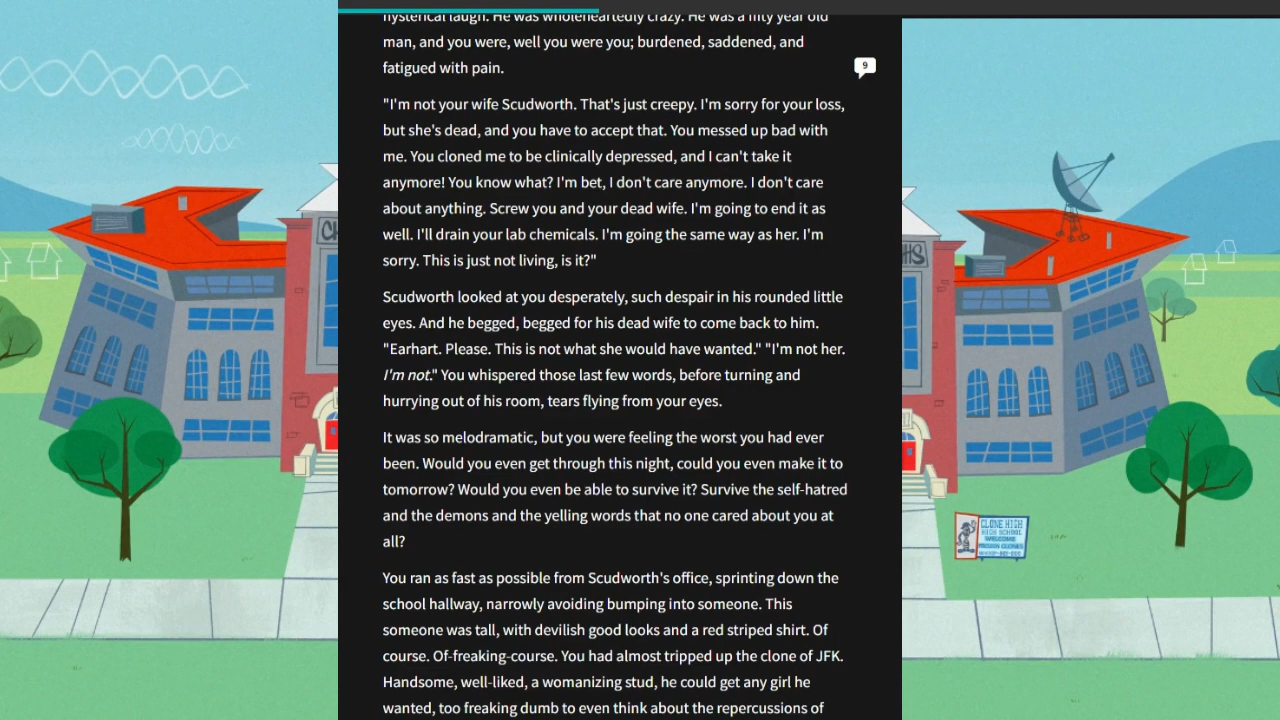 hysterical laugh. He was wholeheartedly crazy. He was a fifty year old
man, and you were, well you were you; burdened, saddened, and
fatigued with pain.
9
"I'm not your wife Scudworth. That's just creepy. I'm sorry for your loss,
but she's dead, and you have to accept that. You messed up bad with
me. You cloned me to be clinically depressed, and I can't take it
anymore! You know what? I'm bet, I don't care anymore. I don't care
about anything. Screw you and your dead wife. I'm going to end it as
well. I'll drain your lab chemicals. I'm going the same way as her. I'm
sorry. This is just not living, is it?"
Scudworth looked at you desperately, such despair in his rounded little
eyes. And he begged, begged for his dead wife to come back to him.
"Earhart. Please. This is not what she would have wanted." "I'm not her.
I'm not." You whispered those last few words, before turning and
hurrying out of his room, tears flying from your eyes.
It was so melodramatic, but you were feeling the worst you had ever
been. Would you even get through this night, could you even make it to
tomorrow? Would you even be able to survive it? Survive the self-hatred
and the demons and the yelling words that no one cared about you at
all?
You ran as fast as possible from Scudworth's office, sprinting down the
school hallway, narrowly avoiding bumping into someone. This
someone was tall, with devilish good looks and a red striped shirt. Of
course. Of-freaking-course. You had almost tripped up the clone of JFK.
Handsome, well-liked, a womanizing stud, he could get any girl he
wanted, too freaking dumb to even think about the repercussions of
CLONE HIGH
HIGH SCHOOL
WELCOME